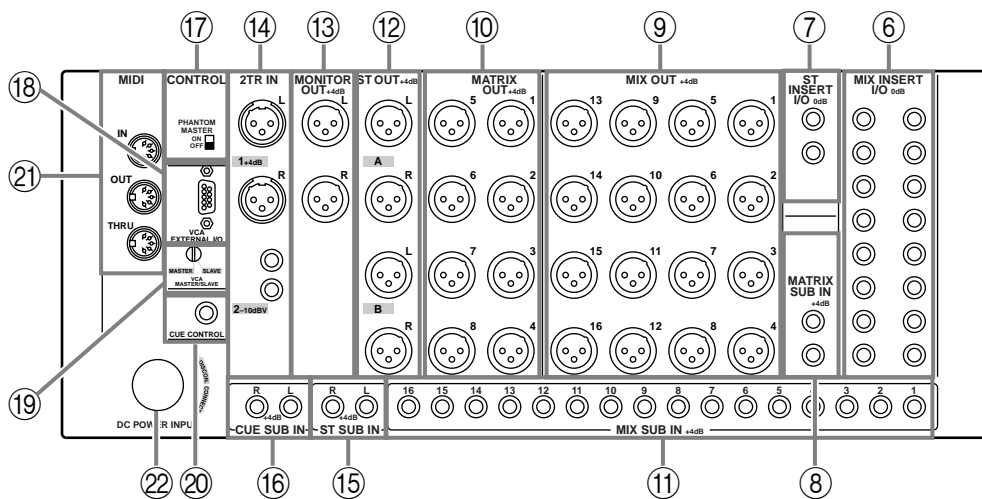 ⑰ ⑭ ⑬ ⑫ ⑩ ⑨ ⑦ ⑥
⑱
㉑
⑲
㉒ ⑳ ⑯ ⑮ ⑪ ⑧
MIDI
IN
OUT
THRU
CONTROL
PHANTOM
MASTER
ON
OFF
VCA
EXTERNAL I/O
MASTER SLAVE
VCA
MASTER/SLAVE
CUE CONTROL
DC POWER INPUT
DISCON. CONNECT
2TR IN
L
1 +4dB
R
2 –10dBV
MONITOR
OUT +4dB
L
R
ST OUT +4dB
L
A
R
L
B
R
MATRIX
OUT +4dB
5 1
6 2
7 3
8 4
MIX OUT +4dB
13 9 5 1
14 10 6 2
15 11 7 3
16 12 8 4
ST
INSERT
I/O 0dB
MATRIX
SUB IN
+4dB
MIX INSERT
I/O 0dB
R L
+4dB
CUE SUB IN
R L
+4dB
ST SUB IN
16 15 14 13 12 11 10 9 8 7 6 5 3 2 1
MIX SUB IN +4dB